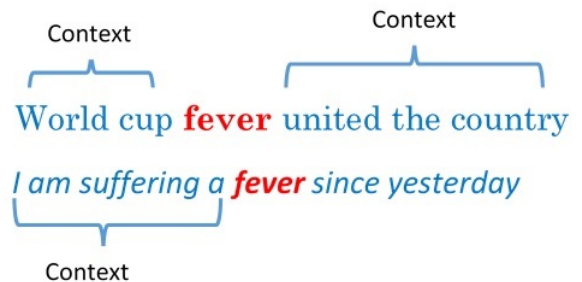 Context
Context
World cup fever united the country
I am suffering a fever since yesterday
Context